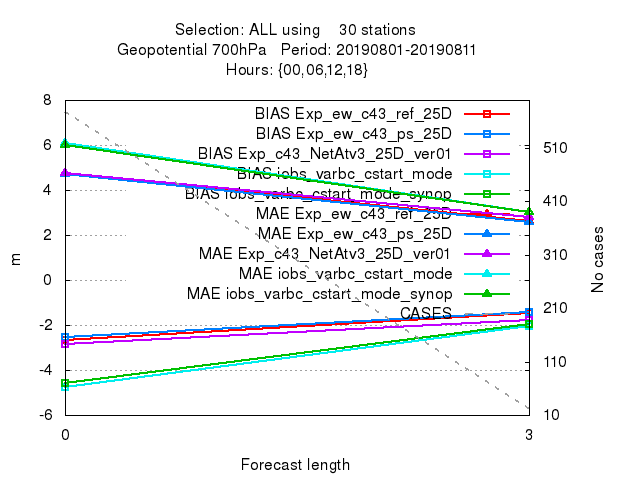 Selection: ALL using 30 stations
Geopotential 700hPa Period: 20190801-20190811
Hours: {00,06,12,18}
BIAS Exp_ew_c43_ref_25D
BIAS Exp_ew_c43_ps_25D
BIAS Exp_c43_NetAtv3_25D_ver01
BIAS iobs_varbc_cstart_mode
BIAS iobs_varbc_cstart_mode_synop
MAE Exp_ew_c43_ref_25D
MAE Exp_ew_c43_ps_25D
MAE Exp_c43_NetAtv3_25D_ver01
MAE iobs_varbc_cstart_mode
MAE iobs_varbc_cstart_mode_synop
CASES
8
6
4
2
0
-2
-4
-6
m
510
410
310
210
110
10
No cases
0 3
Forecast length